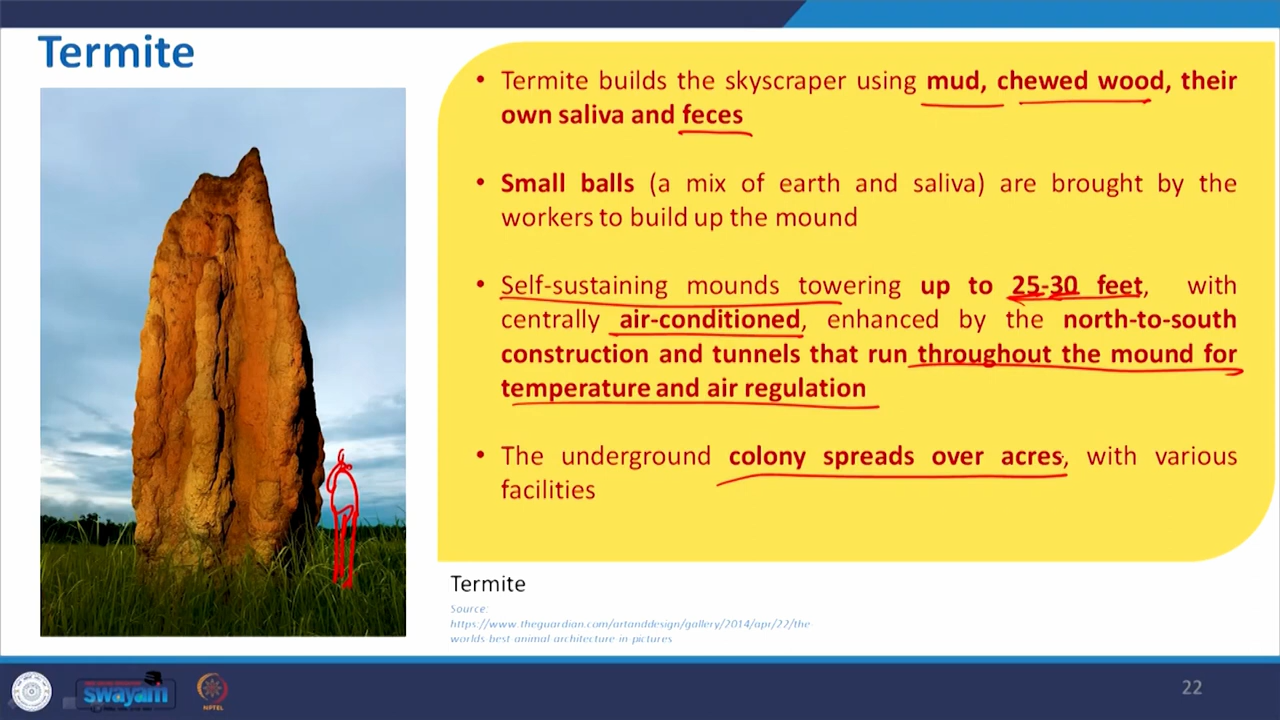 Termite
• Termite builds the skyscraper using mud, chewed wood, their
own saliva and feces
• Small balls (a mix of earth and saliva) are brought by the
workers to build up the mound
• Self-sustaining mounds towering up to 25-30 feet, with
centrally air-conditioned, enhanced by the north-to-south
construction and tunnels that run throughout the mound for
temperature and air regulation
• The underground colony spreads over acres, with various
facilities
Termite
Source:
https://www.theguardian.com/artanddesign/gallery/2014/apr/22/the
worlds best animal architecture in pictures
swayam
NPTEL
22